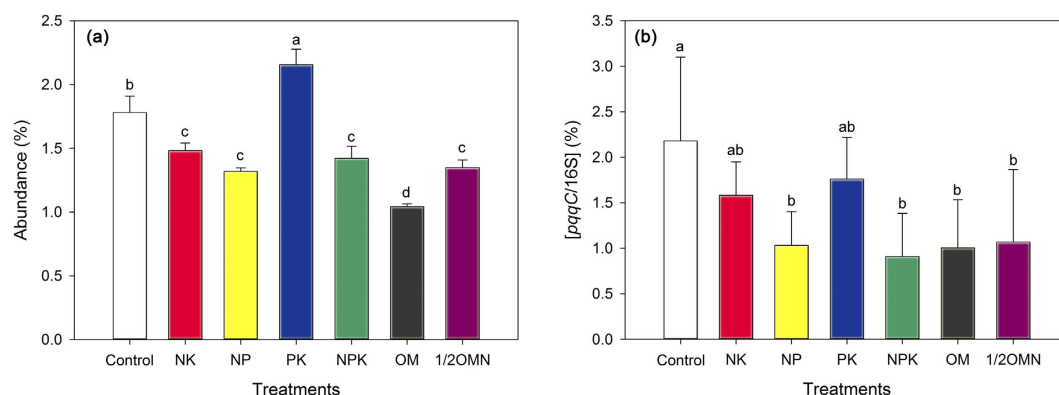 (a)
Abundance (%)
2.5
2.0
1.5
1.0
0.5
0.0
b
c
c
a
c
d
c
Control NK NP PK NPK OM 1/2OMN
Treatments
(b)
[pqqC/16S] (%)
3.5
3.0
2.5
2.0
1.5
1.0
0.5
0.0
a
ab
b
ab
b
b
b
Control NK NP PK NPK OM 1/2OMN
Treatments